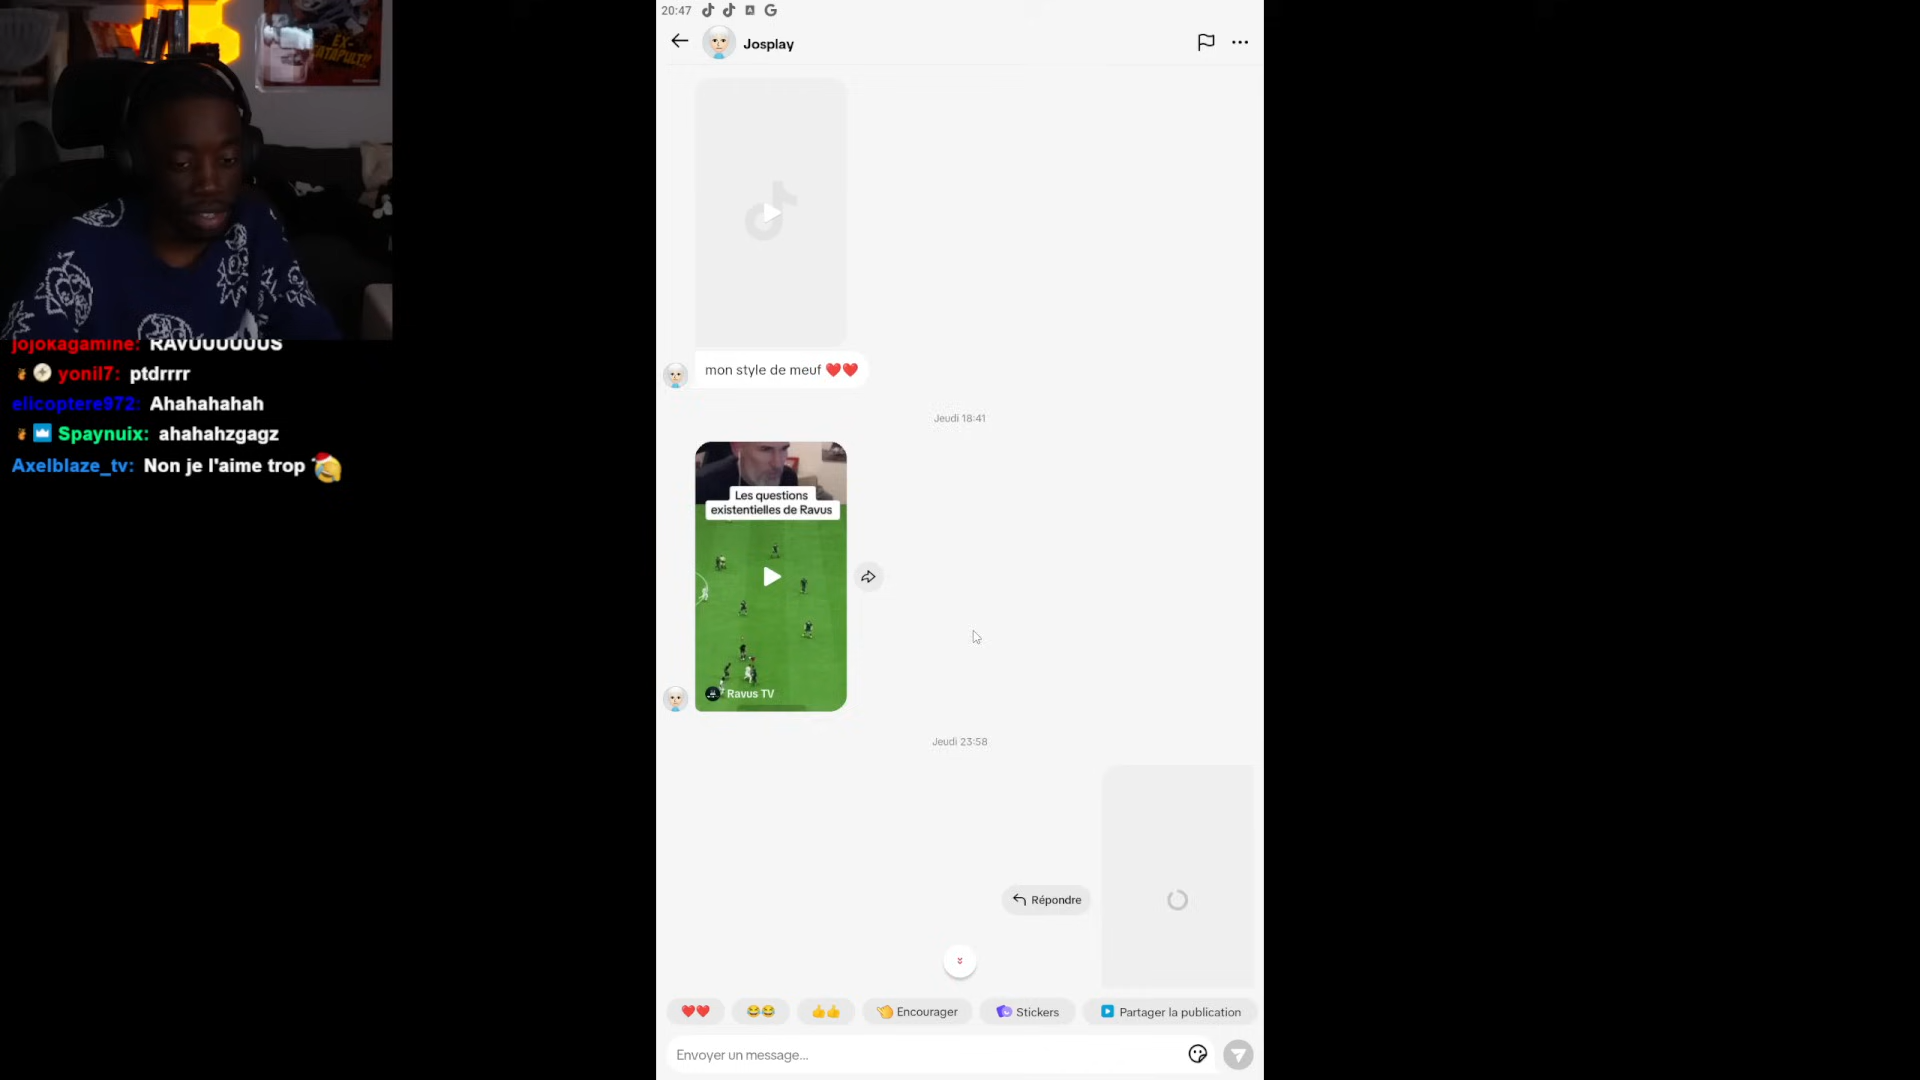 EX-
CATAPULT!!
jojokagamine: RAVUUUUUUS
yonil7: ptdrrrr
elicoptere972: Ahahahahah
Spaynuix: ahahahzgagz
Axelblaze_tv: Non je l'aime trop
20:47
Josplay
mon style de meuf ❤️❤️
Jeudi 18:41
Les questions
existentielles de Ravus
Ravus TV
Jeudi 23:58
Répondre
❤️❤️ 😂😂 👍👍 Encourager Stickers Partager la publication
Envoyer un message...